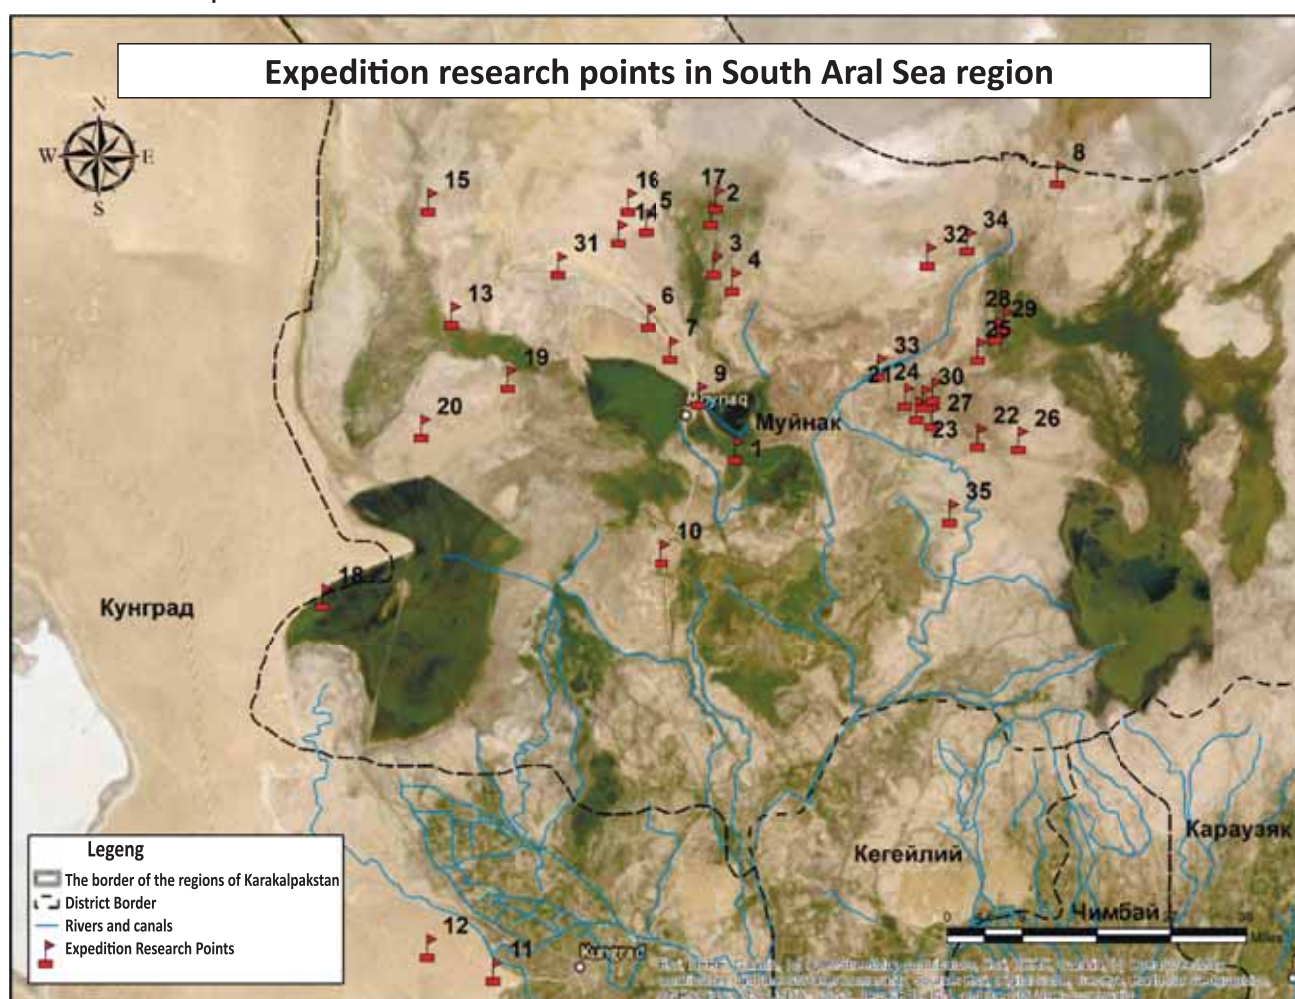 Expedition research points in South Aral Sea region
N
W E
S
8
15
16
17
2
5
14
34
32
31
3
4
13
6
28
29
7
25
33
19
9
21 24 30
Moynaq
27
20
Муйнак
22 26
23
1
35
10
18
Кунград
Legeng
The border of the regions of Karakalpakstan
District Border
Rivers and canals
Expedition Research Points
Караузяк
Кегейлий
Чимбай
0
36
Miles
12
11
Kungrad